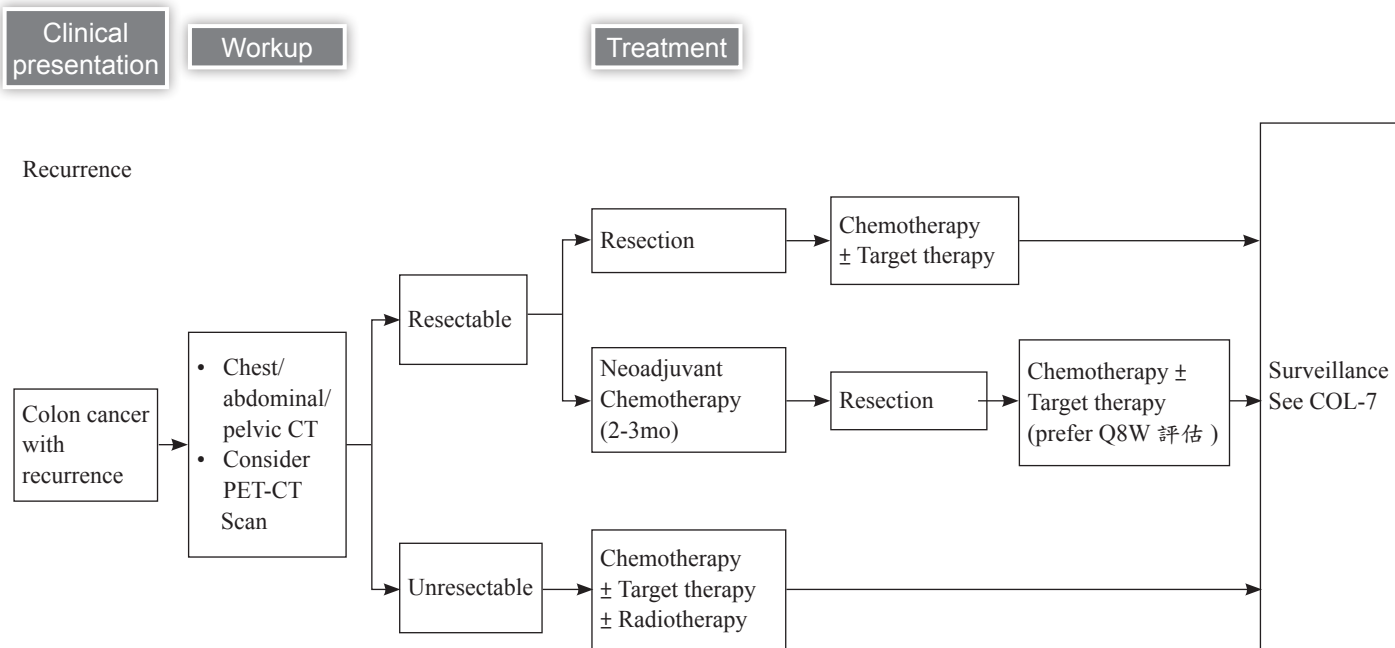 Clinical
presentation
Workup
Treatment
Recurrence
Colon cancer
with
recurrence
• Chest/
abdominal/
pelvic CT
• Consider
PET-CT
Scan
Resectable
Unresectable
Resection
Chemotherapy
± Target therapy
Neoadjuvant
Chemotherapy
(2-3mo)
Resection
Chemotherapy ±
Target therapy
(prefer Q8W 評估 )
Chemotherapy
± Target therapy
± Radiotherapy
Surveillance
See COL-7